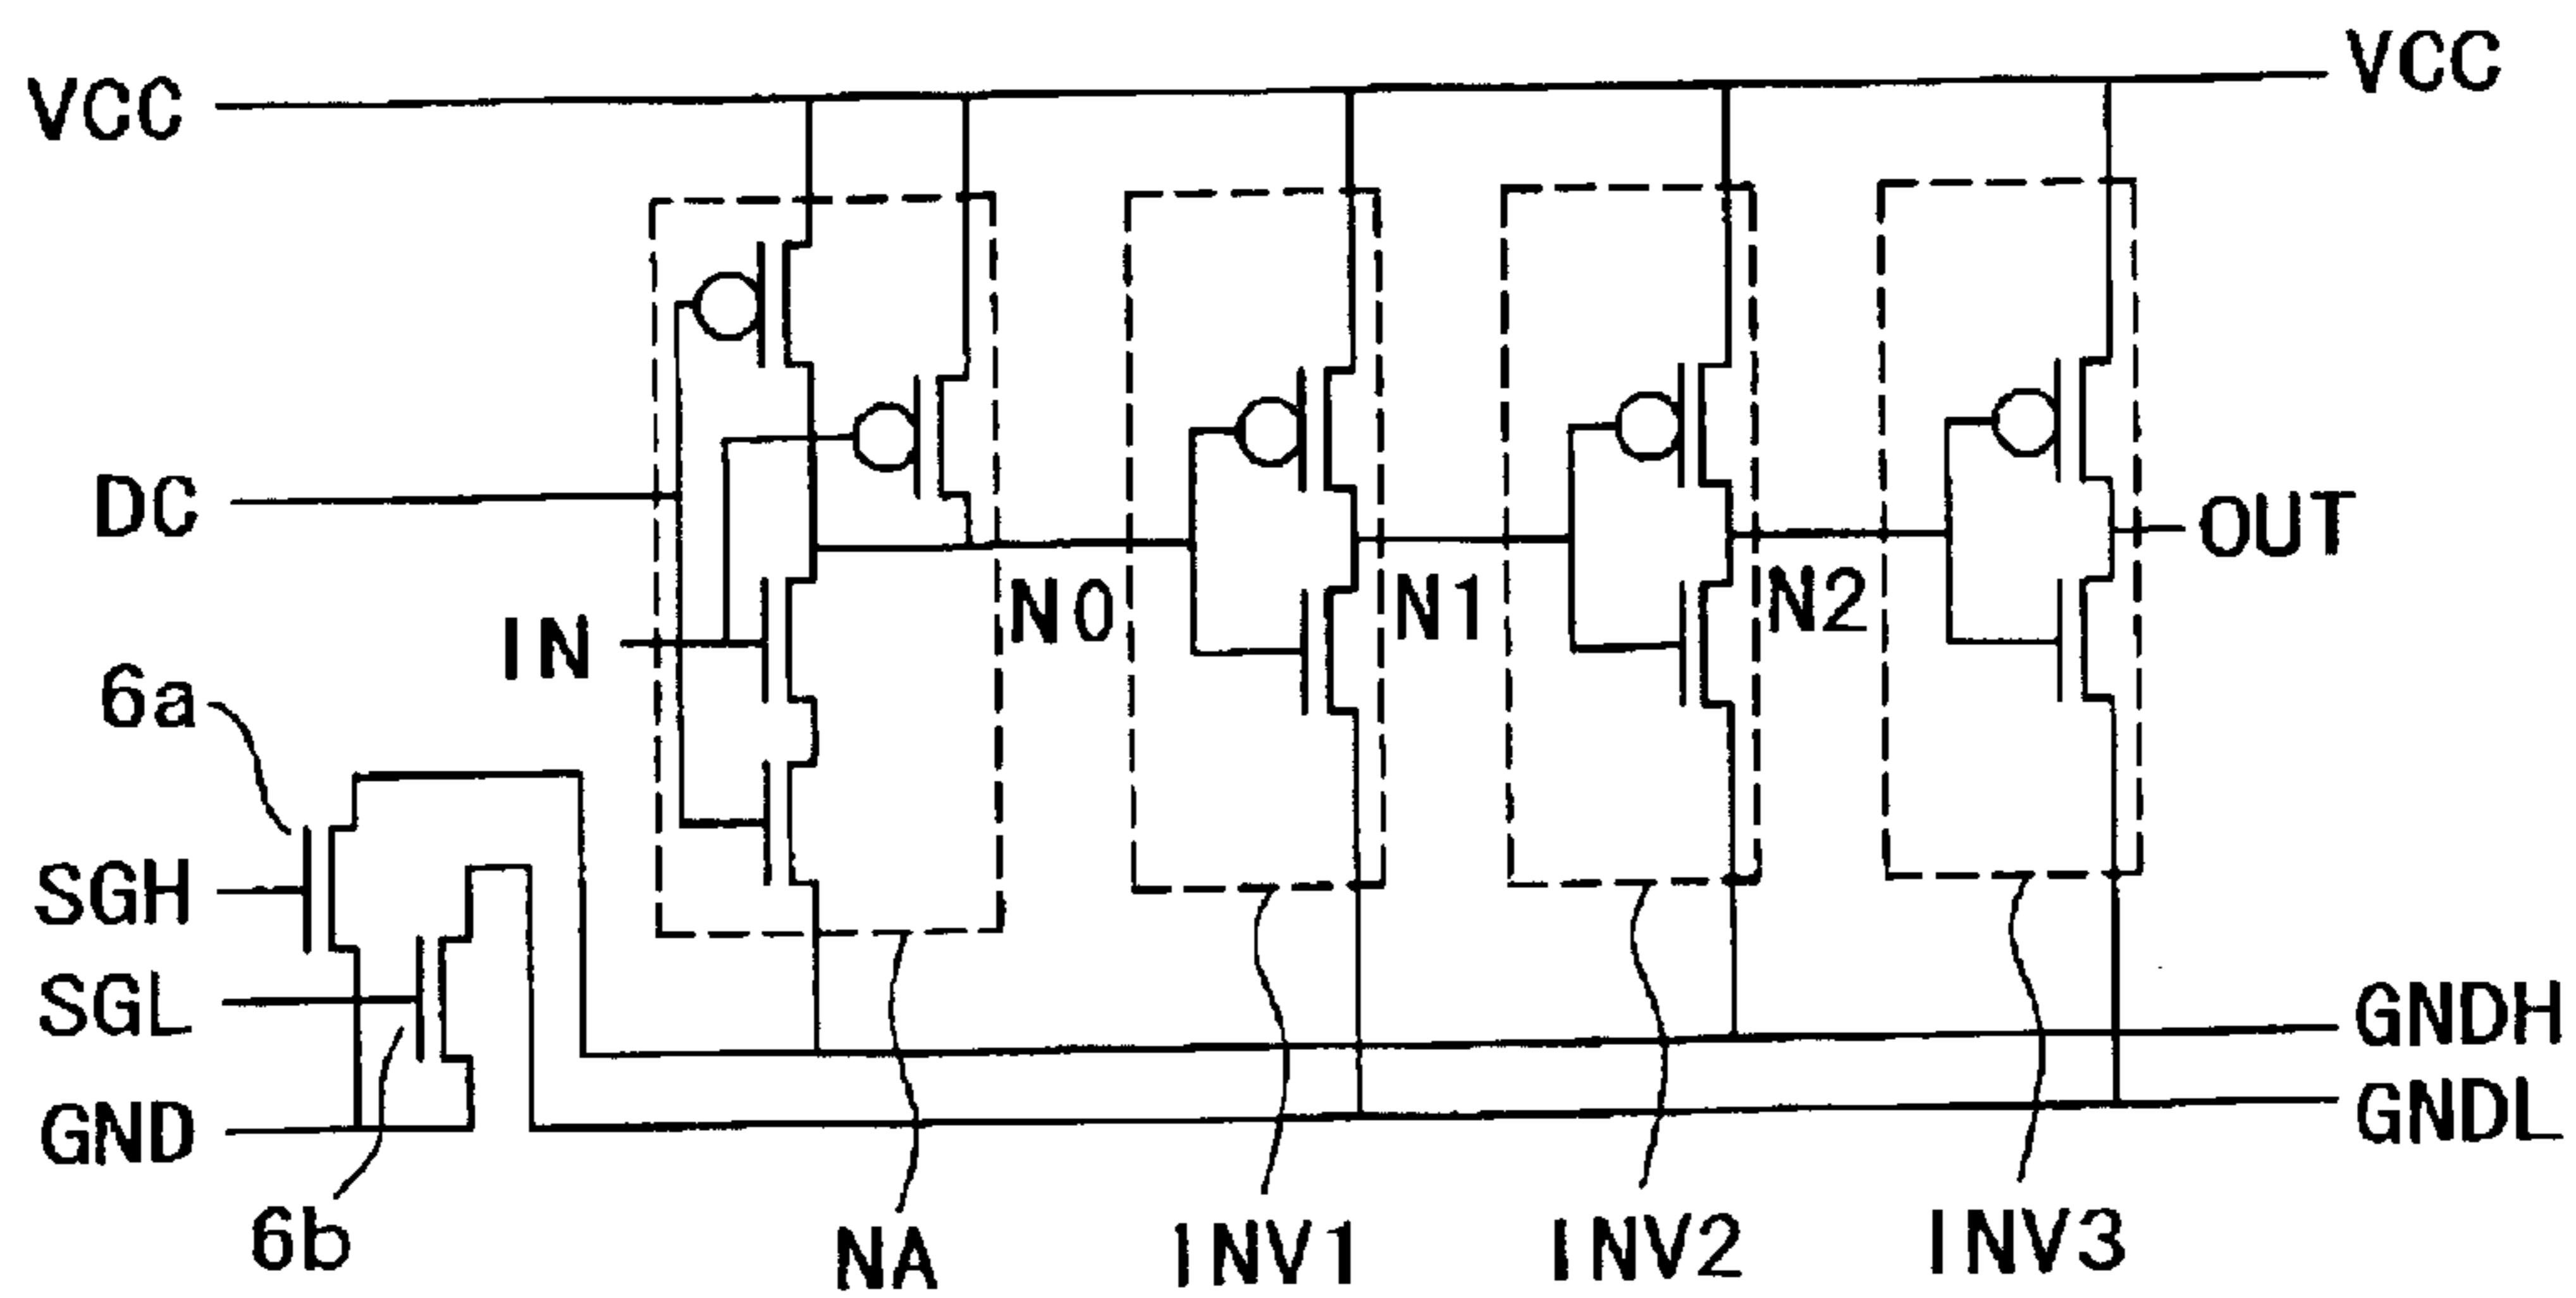 VCC
VCC
DC
OUT
IN
N0
N1
N2
6a
SGH
SGL
GNDH
GND
GNDL
6b
NA
INV1
INV2
INV3